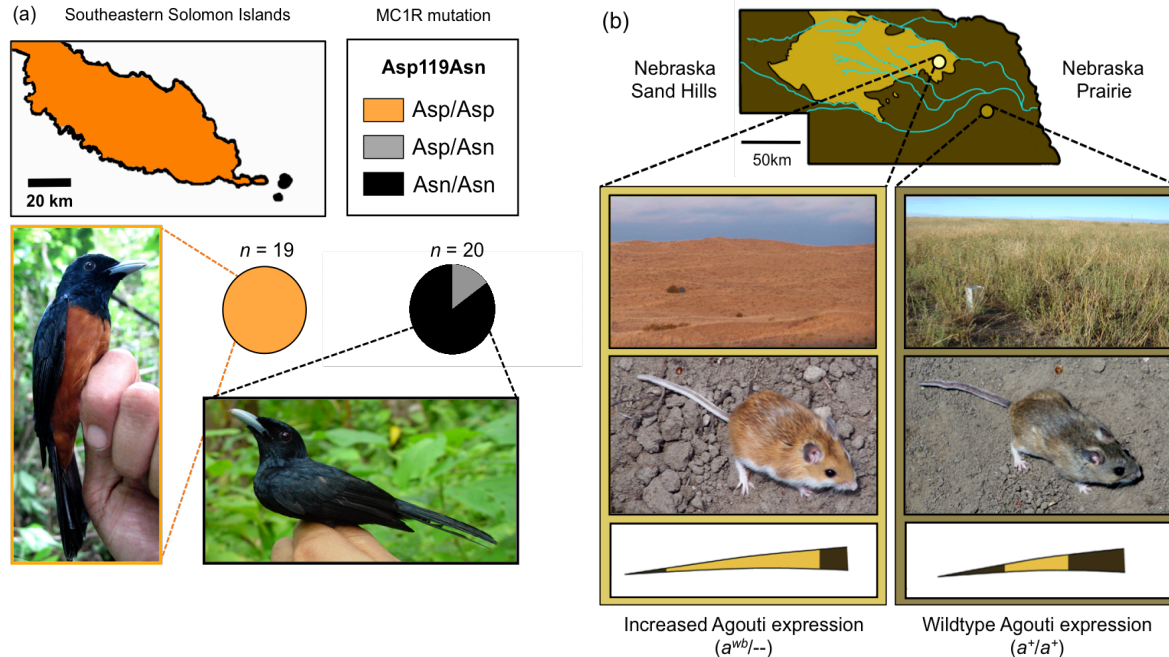 (a)
Southeastern Solomon Islands
MC1R mutation
20 km
Asp119Asn
Asp/Asp
Asp/Asn
Asn/Asn
n = 19
n = 20
(b)
Nebraska
Sand Hills
Nebraska
Prairie
50km
Increased Agouti expression
(a^wb/--)
Wildtype Agouti expression
(a^+/a^+)